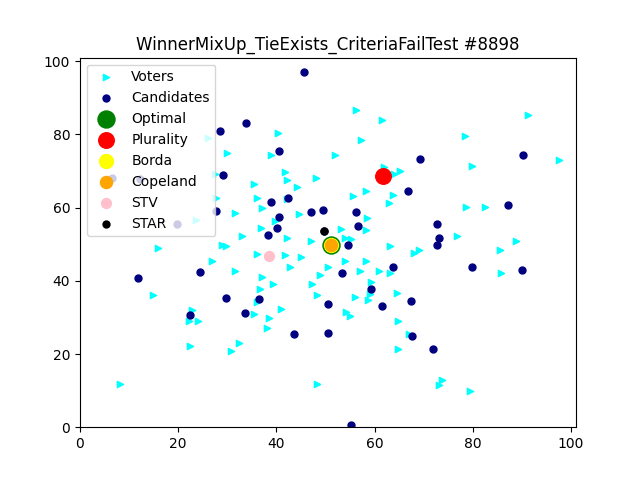 WinnerMixUp_TieExists_CriteriaFailTest #8898
Voters
Candidates
Optimal
Plurality
Borda
Copeland
STV
STAR
100
80
60
40
20
0
0 20 40 60 80 100